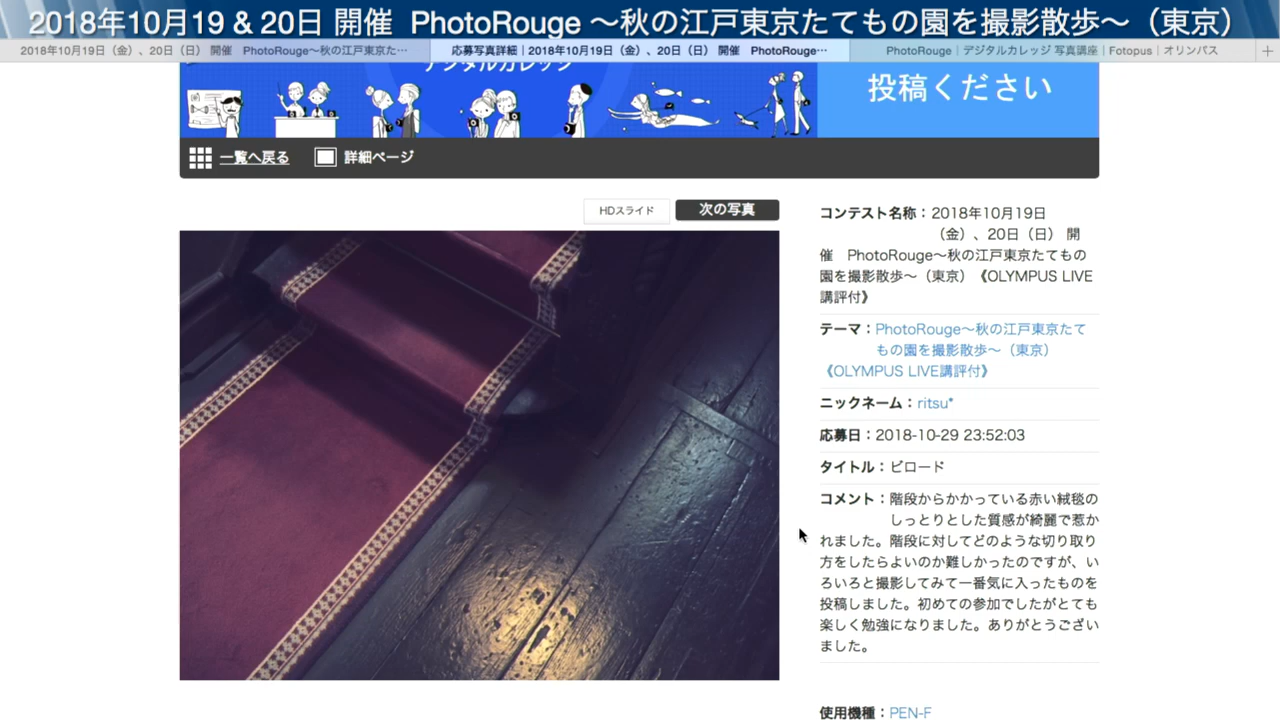 2018年10月19 & 20日 開催 PhotoRouge 〜秋の江戸東京たてもの園を撮影散歩〜（東京）
2018年10月19日（金）、20日（日） 開催　PhotoRouge〜秋の江戸東京た…
応募写真詳細｜2018年10月19日（金）、20日（日） 開催　PhotoRouge…
PhotoRouge｜デジタルカレッジ 写真講座｜Fotopus｜オリンパス
デジタルカレッジ
投稿ください
一覧へ戻る
詳細ページ
HDスライド
次の写真
コンテスト名称：2018年10月19日
（金）、20日（日） 開
催　PhotoRouge〜秋の江戸東京たてもの
園を撮影散歩〜（東京）《OLYMPUS LIVE
講評付》
テーマ：PhotoRouge〜秋の江戸東京たて
もの園を撮影散歩〜（東京）
《OLYMPUS LIVE講評付》
ニックネーム：ritsu*
応募日：2018-10-29 23:52:03
タイトル：ビロード
コメント：階段からかかっている赤い絨毯の
しっとりとした質感が綺麗で惹か
れました。階段に対してどのような切り取り
方をしたらよいのか難しかったのですが、い
ろいろと撮影してみて一番気に入ったものを
投稿しました。初めての参加でしたがとても
楽しく勉強になりました。ありがとうござい
ました。
使用機種：PEN-F